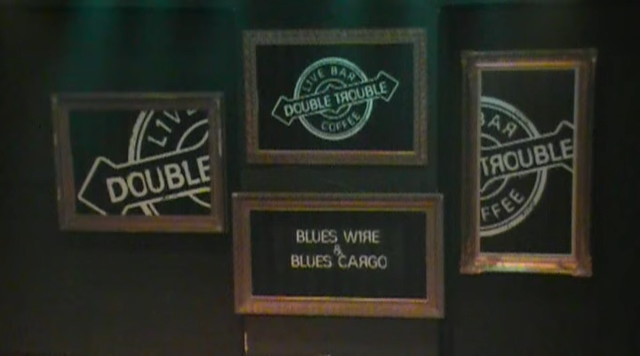 LIVE
DOUBLE
LIVE BAR
DOUBLE TROUBLE
COFFEE
BLUES WIRE
&
BLUES CARGO
BAR
TROUBLE
FFEE